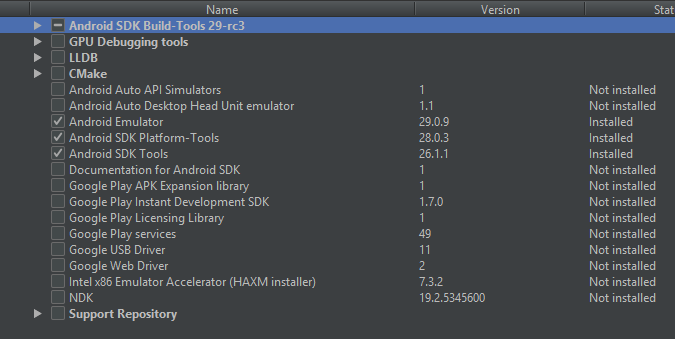 Name Version Stat
Android SDK Build-Tools 29-rc3
GPU Debugging tools
LLDB
CMake
Android Auto API Simulators 1 Not installed
Android Auto Desktop Head Unit emulator 1.1 Not installed
Android Emulator 29.0.9 Installed
Android SDK Platform-Tools 28.0.3 Installed
Android SDK Tools 26.1.1 Installed
Documentation for Android SDK 1 Not installed
Google Play APK Expansion library 1 Not installed
Google Play Instant Development SDK 1.7.0 Not installed
Google Play Licensing Library 1 Not installed
Google Play services 49 Not installed
Google USB Driver 11 Not installed
Google Web Driver 2 Not installed
Intel x86 Emulator Accelerator (HAXM installer) 7.3.2 Not installed
NDK 19.2.5345600 Not installed
Support Repository